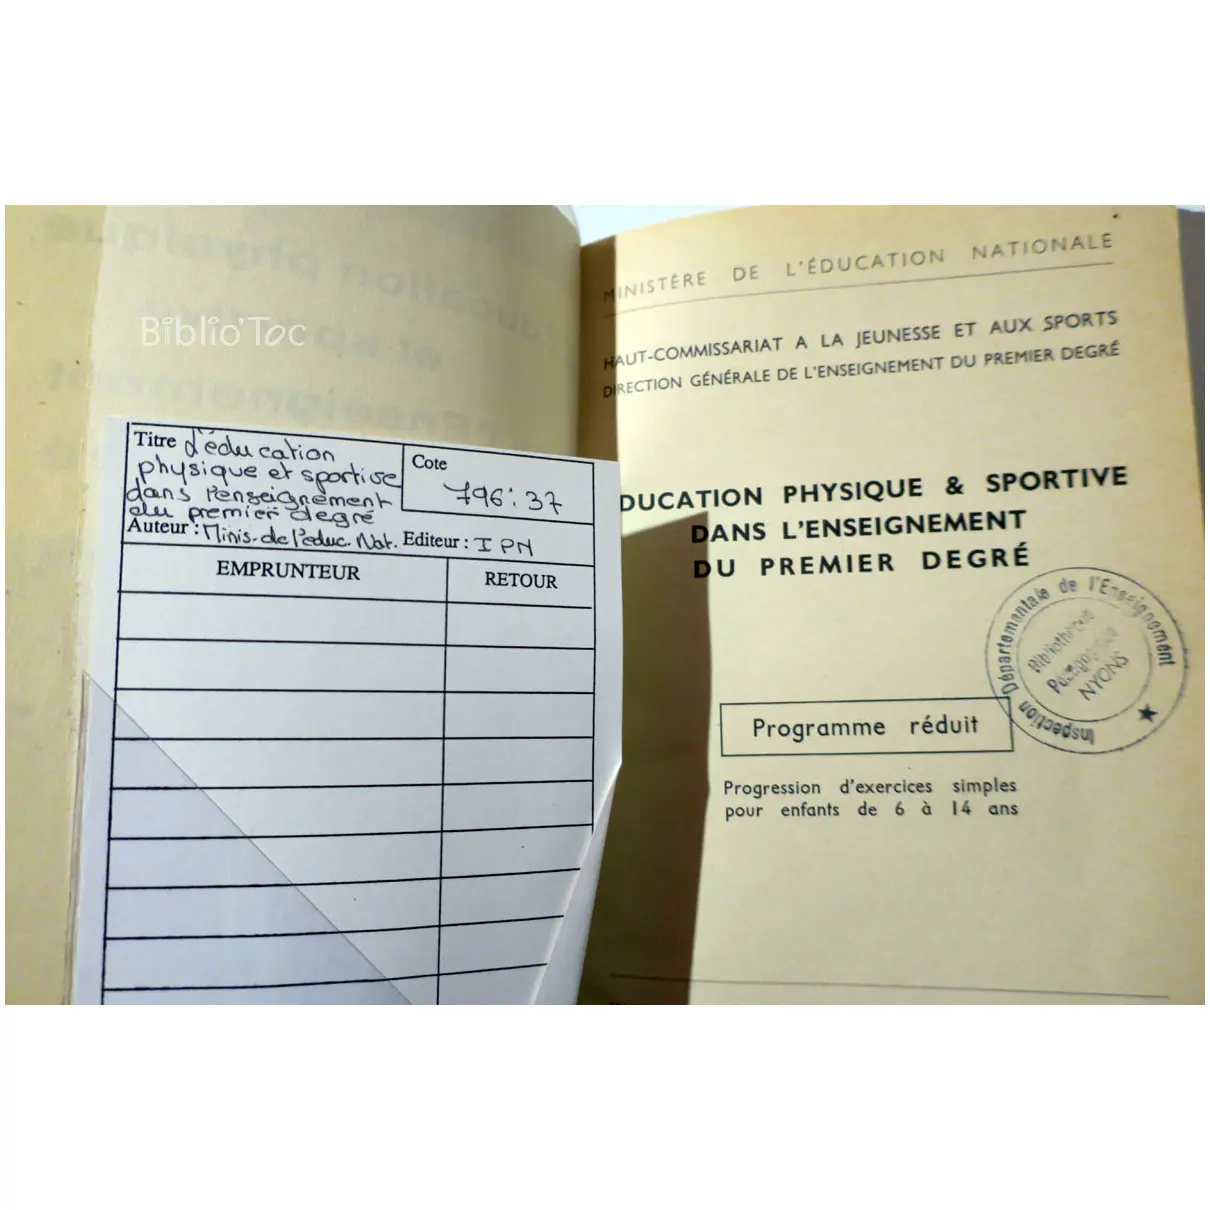 Biblio'Toc
Titre d'éducation
physique et sportive
dans l'enseignement
du premier degré
Cote
796:37
Auteur : Minis. de l'éduc. Nat. Editeur : I PN
EMPRUNTEUR RETOUR
MINISTÈRE DE L'ÉDUCATION NATIONALE
HAUT-COMMISSARIAT A LA JEUNESSE ET AUX SPORTS
DIRECTION GÉNÉRALE DE L'ENSEIGNEMENT DU PREMIER DEGRÉ
DUCATION PHYSIQUE & SPORTIVE
DANS L'ENSEIGNEMENT
DU PREMIER DEGRÉ
Inspection Départementale de l'Enseignement
Bibliothèque
Pédagogique
NYONS
Programme réduit
Progression d'exercices simples
pour enfants de 6 à 14 ans